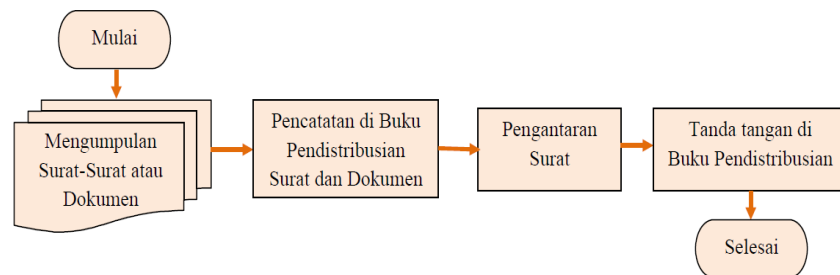 Mulai
Mengumpulan
Surat-Surat atau
Dokumen
Pencatatan di Buku
Pendistribusian
Surat dan Dokumen
Pengantaran
Surat
Tanda tangan di
Buku Pendistribusian
Selesai